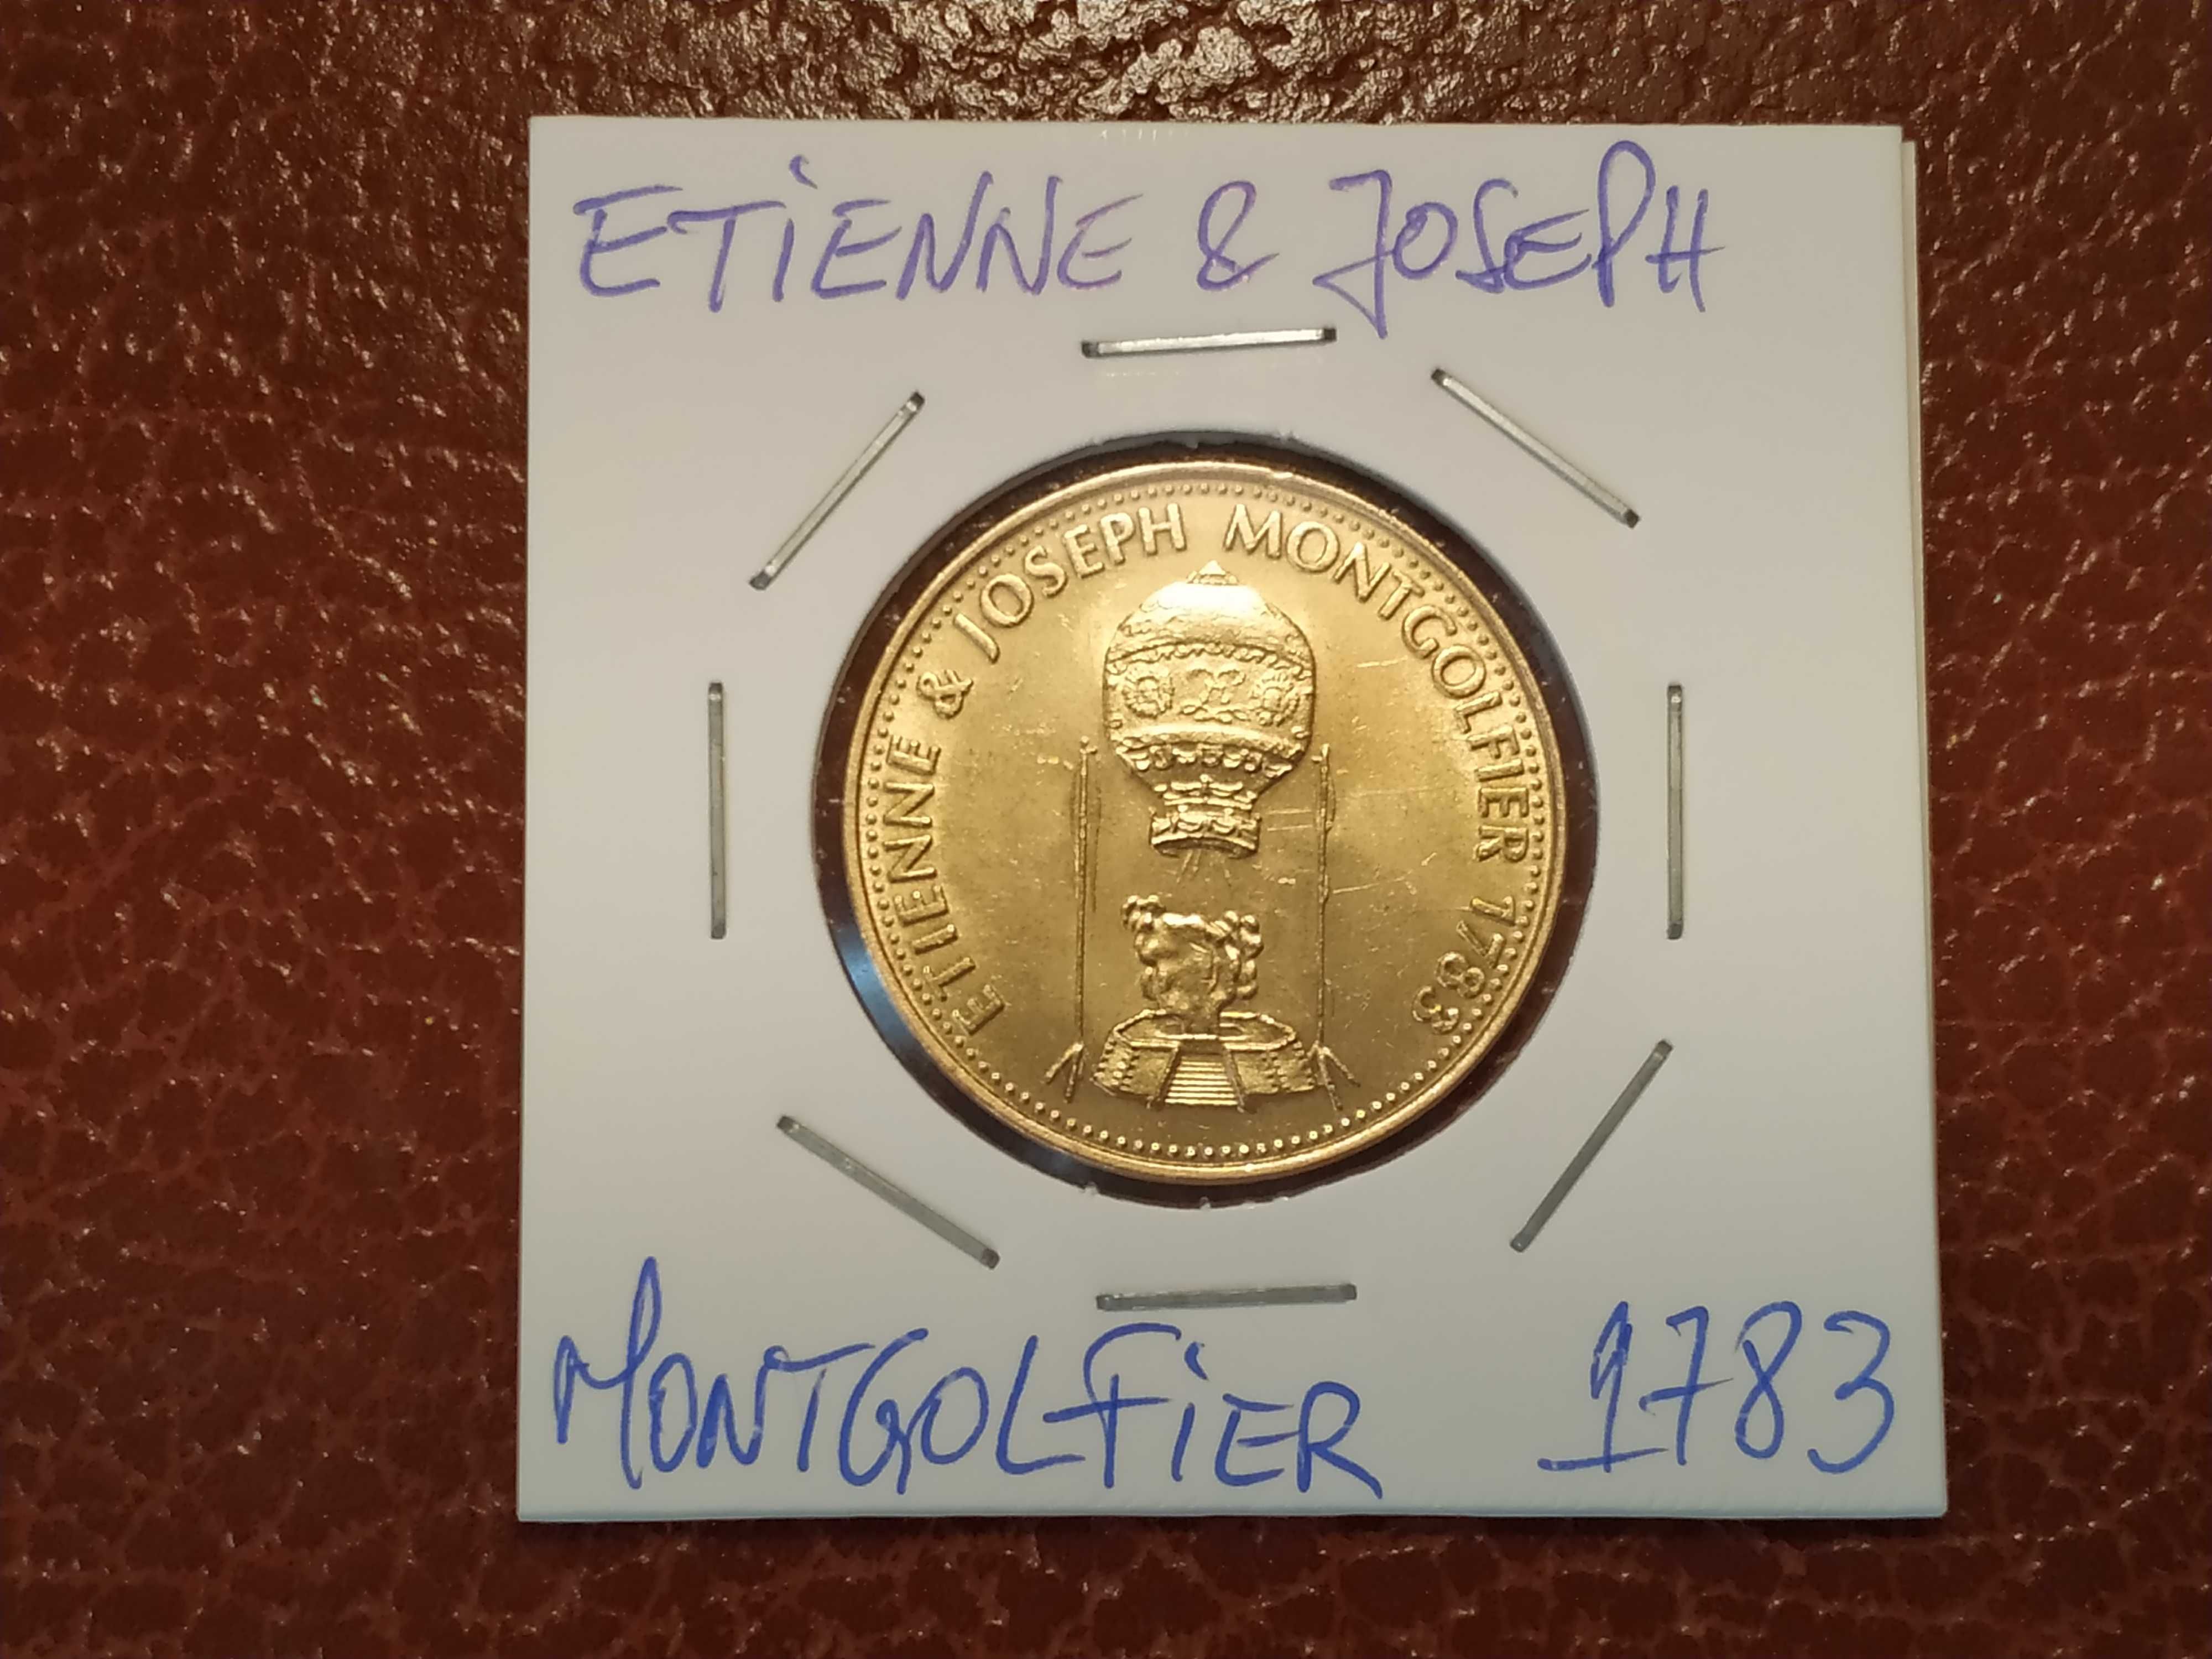 ETIENNE & JOSEPH
ETIENNE & JOSEPH MONTGOLFIER 1783
MONTGOLFIER 1783